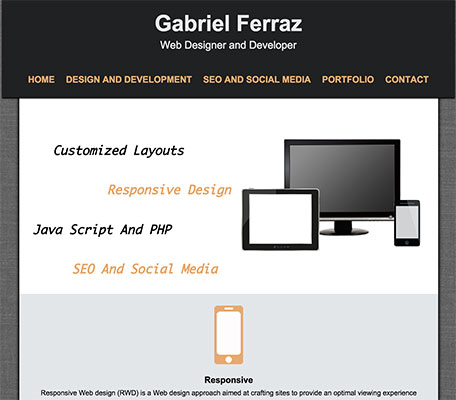 Gabriel Ferraz
Web Designer and Developer
HOME DESIGN AND DEVELOPMENT SEO AND SOCIAL MEDIA PORTFOLIO CONTACT
Customized Layouts
Responsive Design
Java Script And PHP
SEO And Social Media
Responsive
Responsive Web design (RWD) is a Web design approach aimed at crafting sites to provide an optimal viewing experience